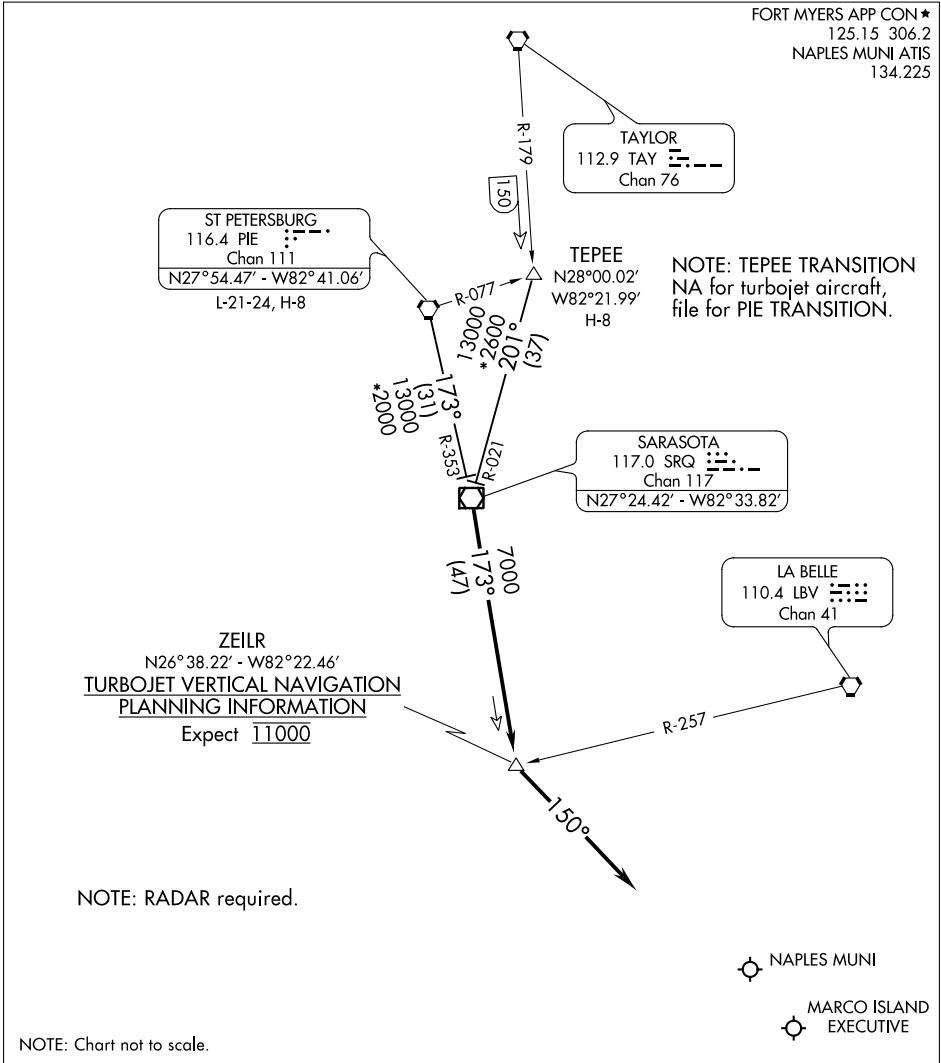 FORT MYERS APP CON ★
125.15 306.2
NAPLES MUNI ATIS
134.225
TAYLOR
112.9 TAY
Chan 76
R-179
150
ST PETERSBURG
116.4 PIE
Chan 111
N27°54.47' - W82°41.06'
L-21-24, H-8
TEPEE
N28°00.02'
W82°21.99'
H-8
NOTE: TEPEE TRANSITION
NA for turbojet aircraft,
file for PIE TRANSITION.
R-077
13000
*2600
201°
(37)
173°
(31)
13000
*2000
R-353
R-021
SARASOTA
117.0 SRQ
Chan 117
N27°24.42' - W82°33.82'
7000
173°
(47)
LA BELLE
110.4 LBV
Chan 41
ZEILR
N26°38.22' - W82°22.46'
TURBOJET VERTICAL NAVIGATION
PLANNING INFORMATION
Expect 11000
R-257
150°
NOTE: RADAR required.
NAPLES MUNI
MARCO ISLAND
EXECUTIVE
NOTE: Chart not to scale.